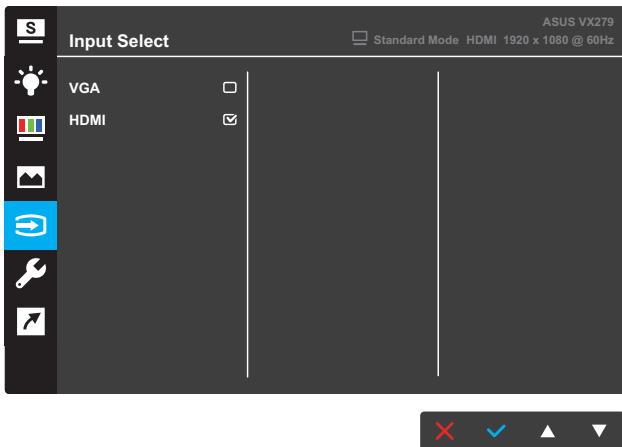 S
Input Select
ASUS VX279
Standard Mode HDMI 1920 x 1080 @ 60Hz
VGA
HDMI